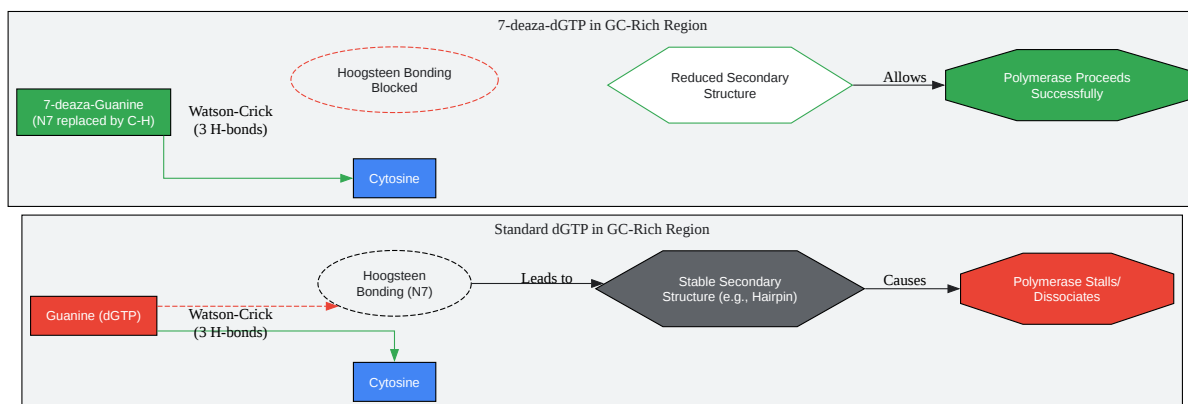 7-deaza-dGTP in GC-Rich Region
Hoogsteen Bonding
Blocked
Reduced Secondary
Structure
Allows
Polymerase Proceeds
Successfully
7-deaza-Guanine
(N7 replaced by C-H)
Watson-Crick
(3 H-bonds)
Cytosine
Standard dGTP in GC-Rich Region
Hoogsteen
Bonding (N7)
Leads to
Stable Secondary
Structure (e.g., Hairpin)
Causes
Polymerase Stalls/
Dissociates
Guanine (dGTP)
Watson-Crick
(3 H-bonds)
Cytosine